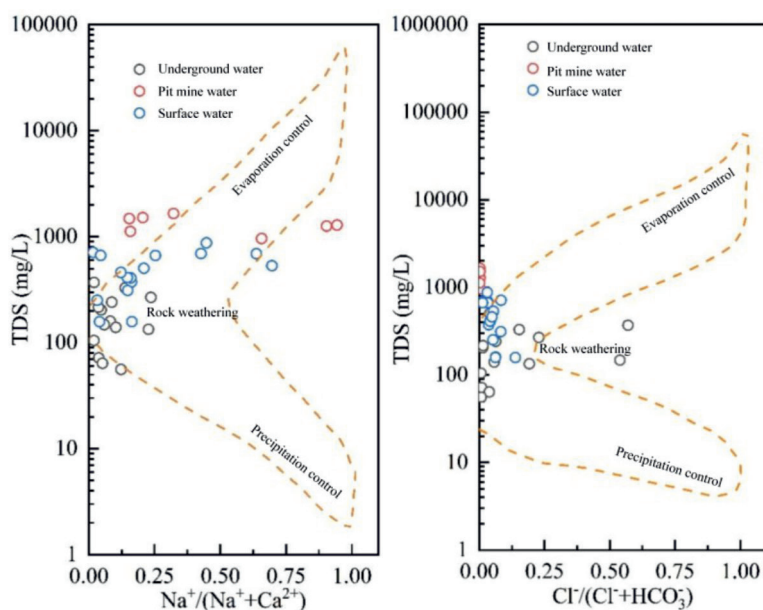 100000
10000
1000
100
10
1
TDS (mg/L)
Underground water
Pit mine water
Surface water
Evaporation control
Rock weathering
Precipitation control
0.00 0.25 0.50 0.75 1.00
Na⁺/(Na⁺+Ca²⁺)
1000000
100000
10000
1000
100
10
1
TDS (mg/L)
Underground water
Pit mine water
Surface water
Evaporation control
Rock weathering
Precipitation control
0.00 0.25 0.50 0.75 1.00
Cl⁻/(Cl⁻+HCO₃⁻)